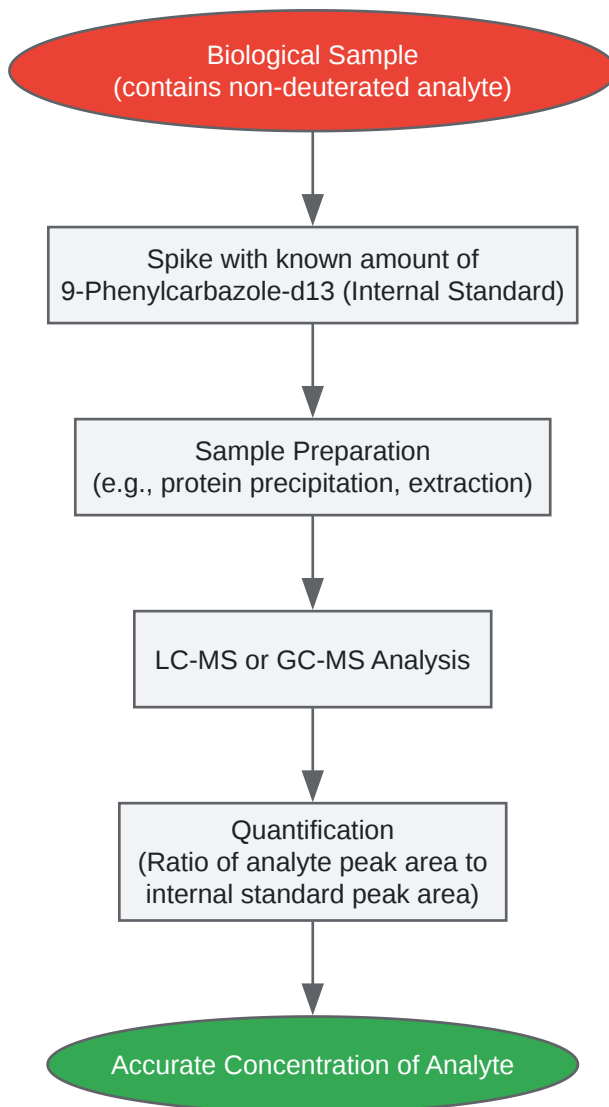 Biological Sample
(contains non-deuterated analyte)
Spike with known amount of
9-Phenylcarbazole-d13 (Internal Standard)
Sample Preparation
(e.g., protein precipitation, extraction)
LC-MS or GC-MS Analysis
Quantification
(Ratio of analyte peak area to
internal standard peak area)
Accurate Concentration of Analyte